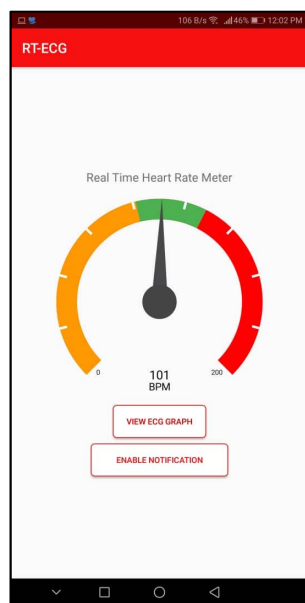 106 B/s 46% 12:02 PM
RT-ECG
Real Time Heart Rate Meter
0 101 200
BPM
VIEW ECG GRAPH
ENABLE NOTIFICATION